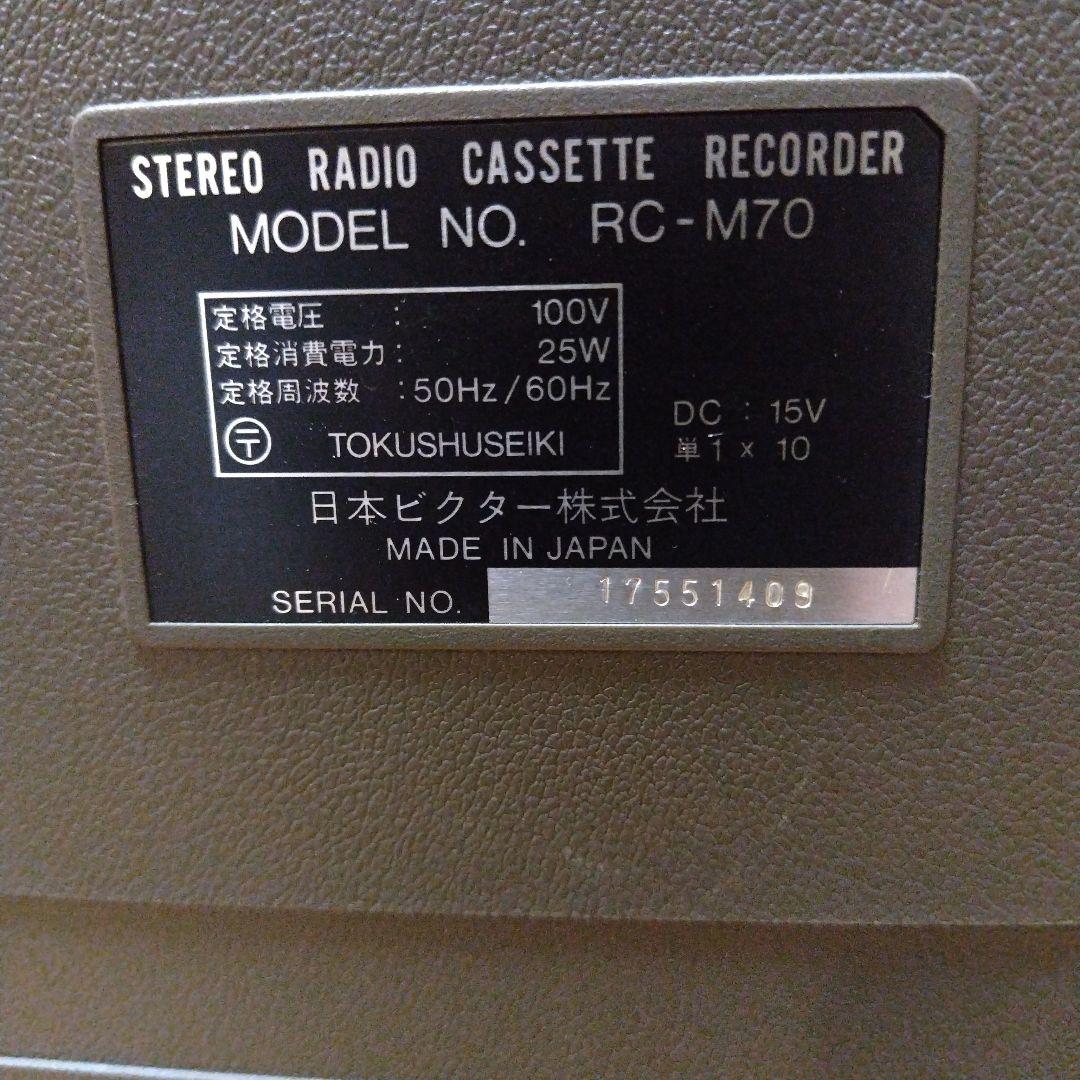 STEREO RADIO CASSETTE RECORDER
MODEL NO. RC-M70
定格電圧 : 100V
定格消費電力 : 25W
定格周波数 : 50Hz/60Hz
〒 TOKUSHUSEIKI
DC : 15V
単1 × 10
日本ビクター株式会社
MADE IN JAPAN
SERIAL NO. 17551409